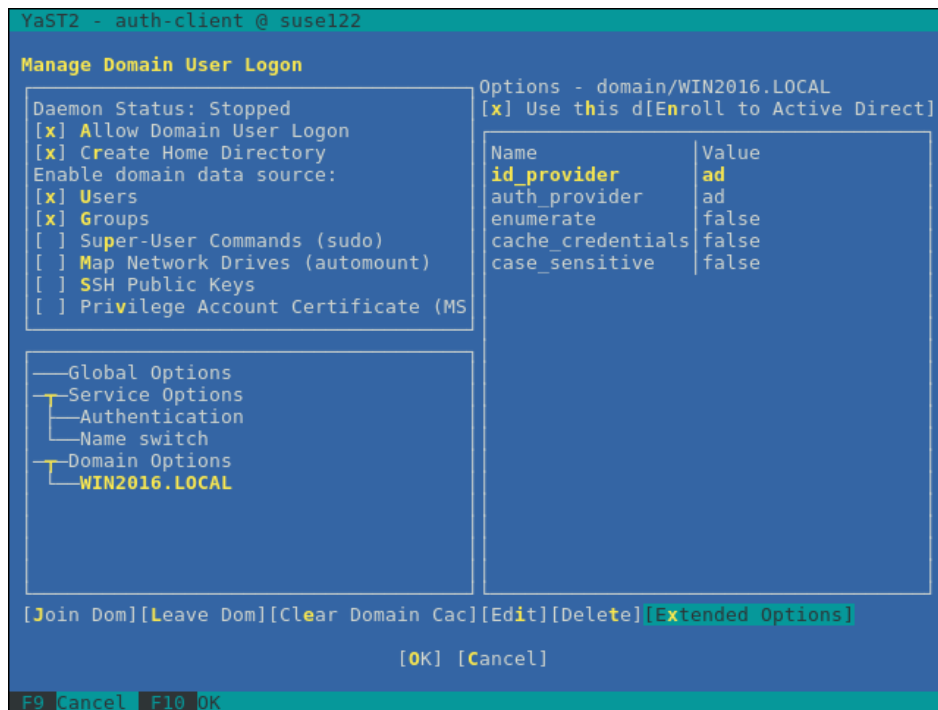 YaST2 - auth-client @ suse122
Manage Domain User Logon
Daemon Status: Stopped
[x] Allow Domain User Logon
[x] Create Home Directory
Enable domain data source:
[x] Users
[x] Groups
[ ] Super-User Commands (sudo)
[ ] Map Network Drives (automount)
[ ] SSH Public Keys
[ ] Privilege Account Certificate (MS
Global Options
Service Options
Authentication
Name switch
Domain Options
WIN2016.LOCAL
Options - domain/WIN2016.LOCAL
[x] Use this d[Enroll to Active Direct]
Name Value
id_provider ad
auth_provider ad
enumerate false
cache_credentials false
case_sensitive false
[Join Dom][Leave Dom][Clear Domain Cac][Edit][Delete][Extended Options]
[OK] [Cancel]
F9 Cancel F10 OK